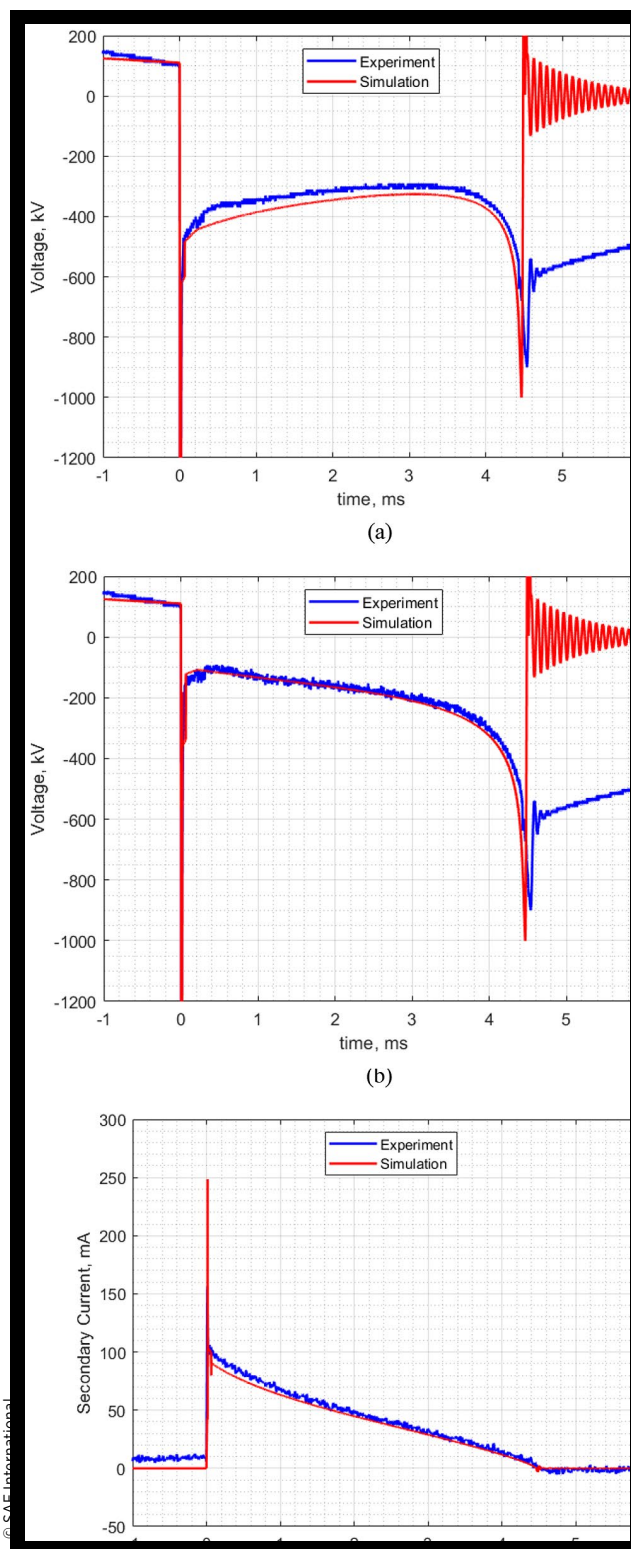 200
0
-200
-400
-600
-800
-1000
-1200
Voltage, kV
Experiment
Simulation
-1 0 1 2 3 4 5
time, ms
(a)
200
0
-200
-400
-600
-800
-1000
-1200
Voltage, kV
Experiment
Simulation
-1 0 1 2 3 4 5
time, ms
(b)
300
250
200
150
100
50
0
-50
Secondary Current, mA
Experiment
Simulation
© SAE International